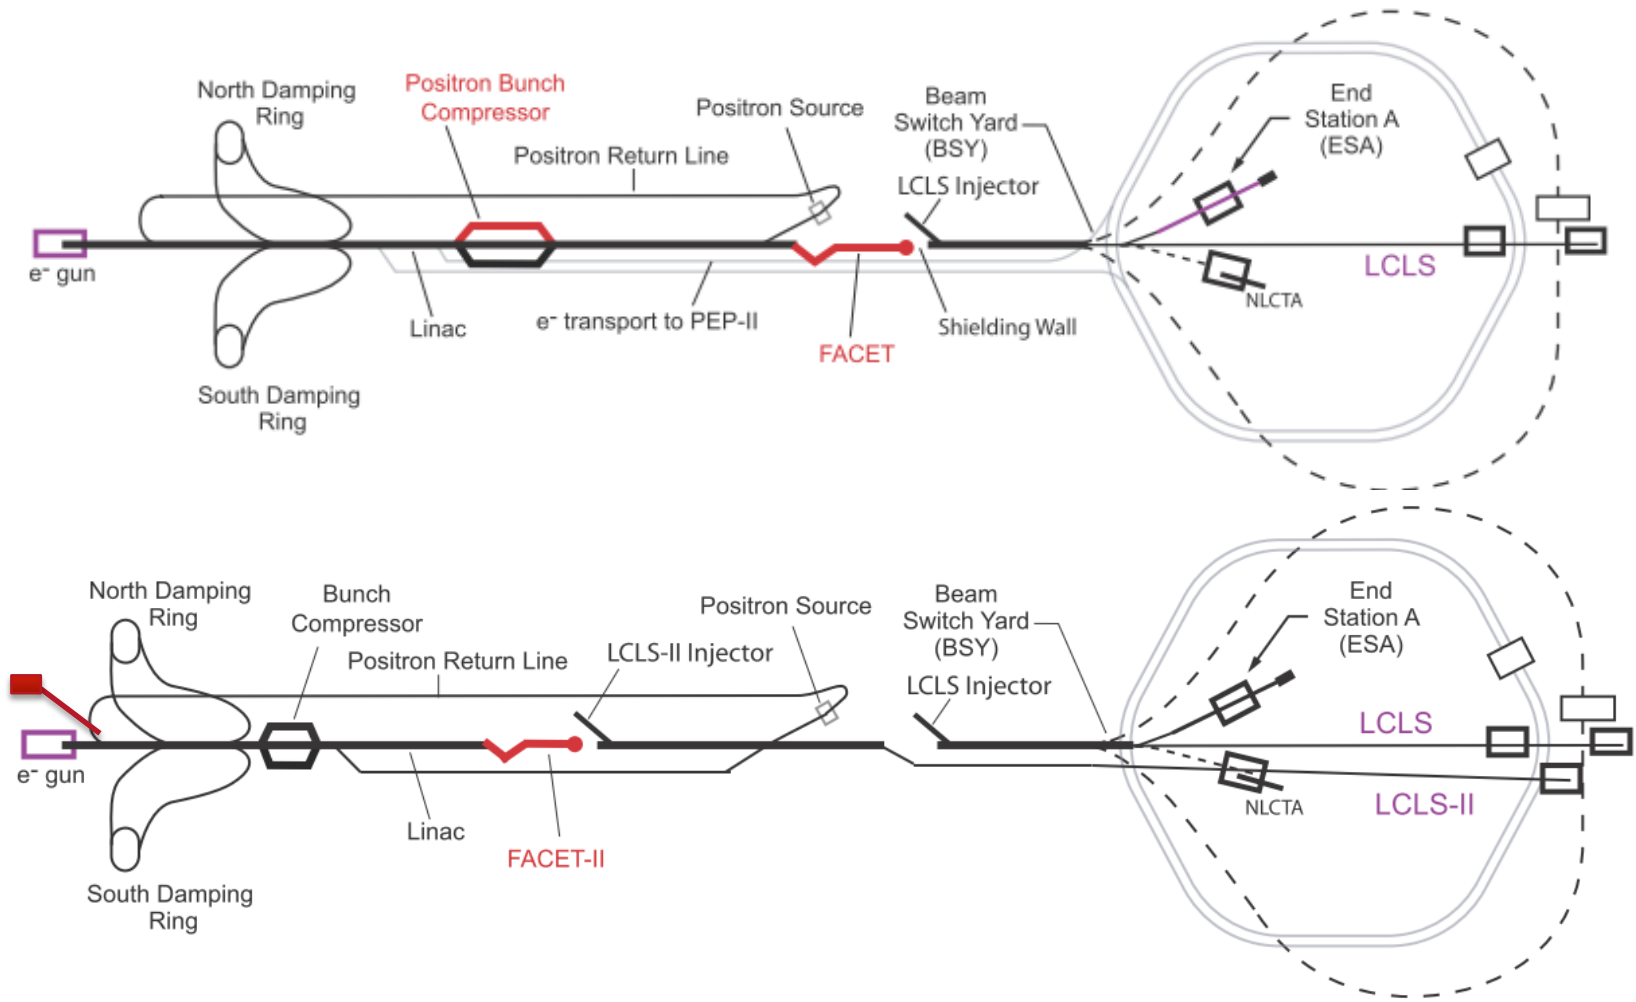 North Damping
Ring
Positron Bunch
Compressor
Positron Source
Positron Return Line
Beam
Switch Yard
(BSY)
LCLS Injector
End
Station A
(ESA)
e⁻ gun
LCLS
NLCTA
Linac
e⁻ transport to PEP-II
Shielding Wall
FACET
South Damping
Ring
North Damping
Ring
Bunch
Compressor
Positron Return Line
LCLS-II Injector
Positron Source
Beam
Switch Yard
(BSY)
LCLS Injector
End
Station A
(ESA)
e⁻ gun
LCLS
NLCTA
LCLS-II
Linac
FACET-II
South Damping
Ring